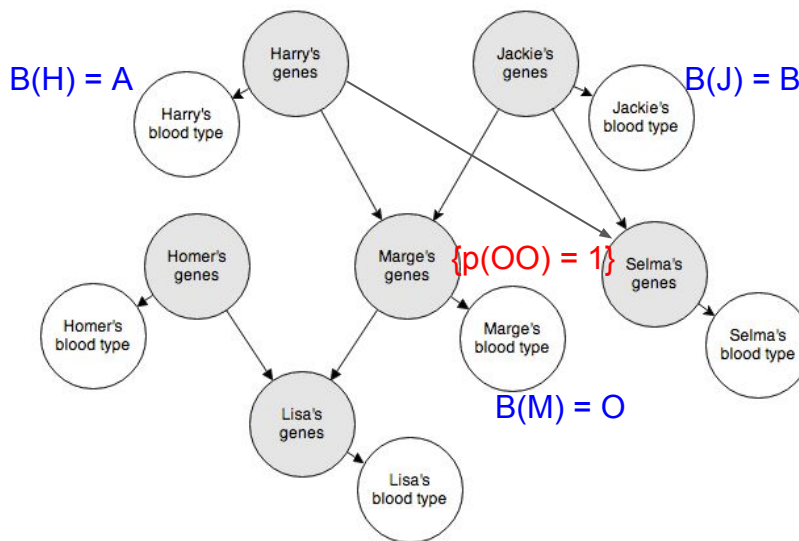 Harry's
genes
Jackie's
genes
B(H) = A
B(J) = B
Harry's
blood type
Jackie's
blood type
Homer's
genes
Marge's
genes
{p(OO) = 1}
Selma's
genes
Homer's
blood type
Marge's
blood type
Selma's
blood type
B(M) = O
Lisa's
genes
Lisa's
blood type